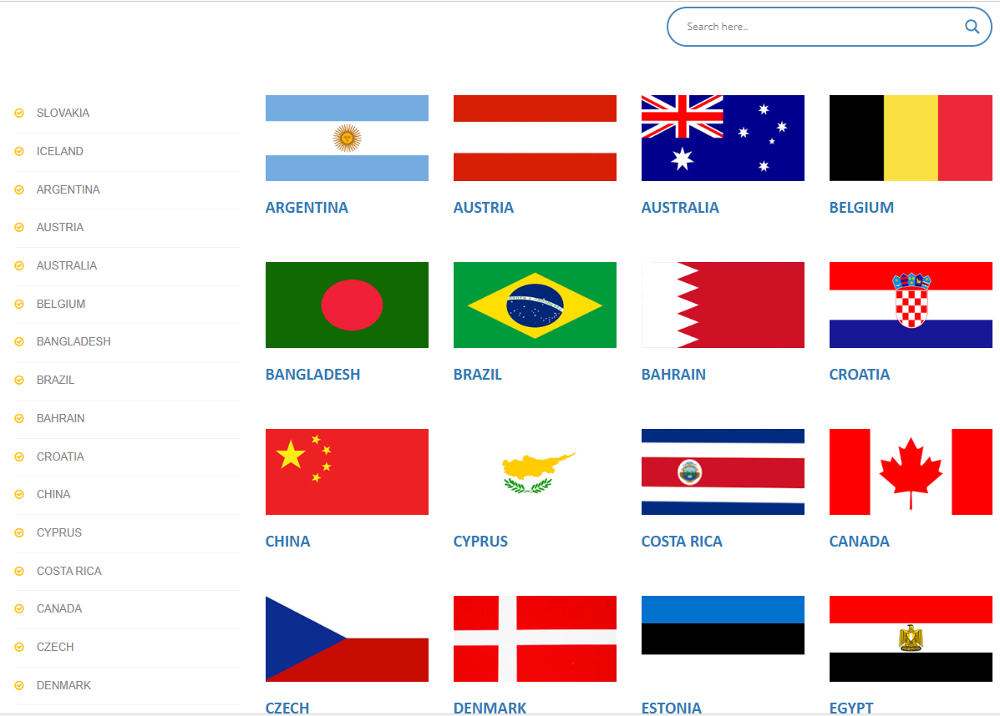 Search here..
SLOVAKIA
ICELAND
ARGENTINA
AUSTRIA
AUSTRALIA
BELGIUM
BANGLADESH
BRAZIL
BAHRAIN
CROATIA
CHINA
CYPRUS
COSTA RICA
CANADA
CZECH
DENMARK
ARGENTINA
AUSTRIA
AUSTRALIA
BELGIUM
BANGLADESH
BRAZIL
BAHRAIN
CROATIA
CHINA
CYPRUS
COSTA RICA
CANADA
CZECH
DENMARK
ESTONIA
EGYPT